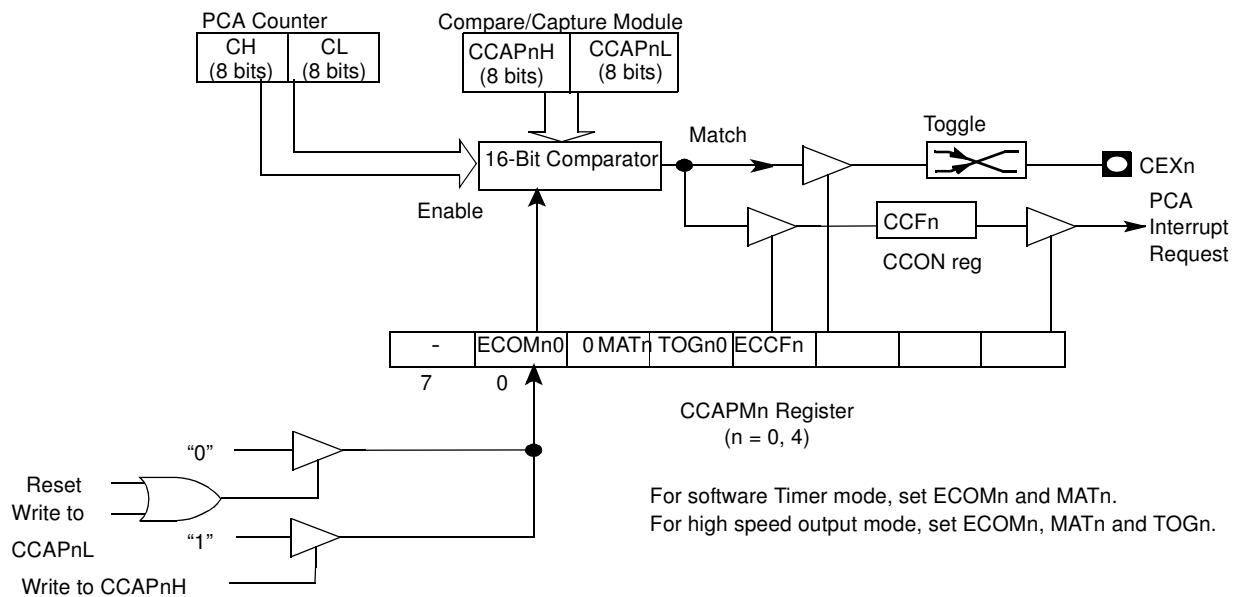 PCA Counter
CH
(8 bits)
CL
(8 bits)
Compare/Capture Module
CCAPnH
(8 bits)
CCAPnL
(8 bits)
16-Bit Comparator
Match
Toggle
CEXn
Enable
CCFn
CCON reg
PCA
Interrupt
Request
- ECOMn0 0 MATn TOGn0 ECCFn
7 0
CCAPMn Register
(n = 0, 4)
“0”
Reset
Write to
CCAPnL
“1”
Write to CCAPnH
For software Timer mode, set ECOMn and MATn.
For high speed output mode, set ECOMn, MATn and TOGn.